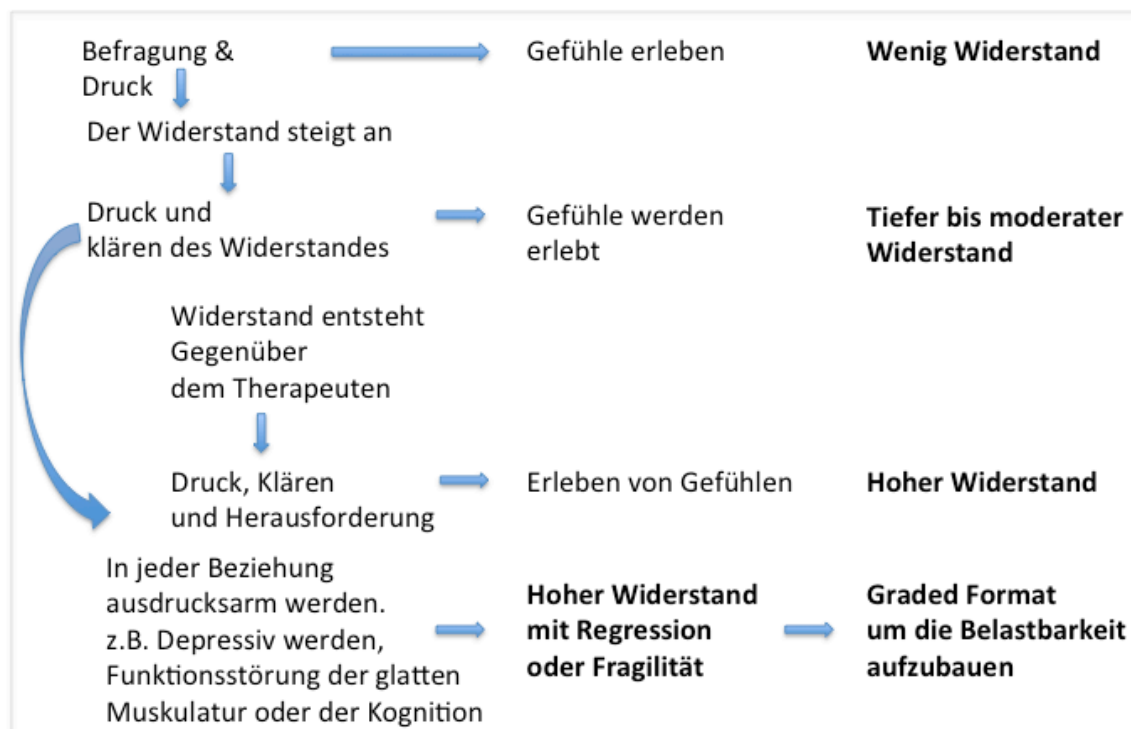 Befragung &
Druck
Gefühle erleben
Wenig Widerstand
Der Widerstand steigt an
Druck und
klären des Widerstandes
Gefühle werden
erlebt
Tiefer bis moderater
Widerstand
Widerstand entsteht
Gegenüber
dem Therapeuten
Druck, Klären
und Herausforderung
Erleben von Gefühlen
Hoher Widerstand
In jeder Beziehung
ausdrucksarm werden.
z.B. Depressiv werden,
Funktionsstörung der glatten
Muskulatur oder der Kognition
Hoher Widerstand
mit Regression
oder Fragilität
Graded Format
um die Belastbarkeit
aufzubauen